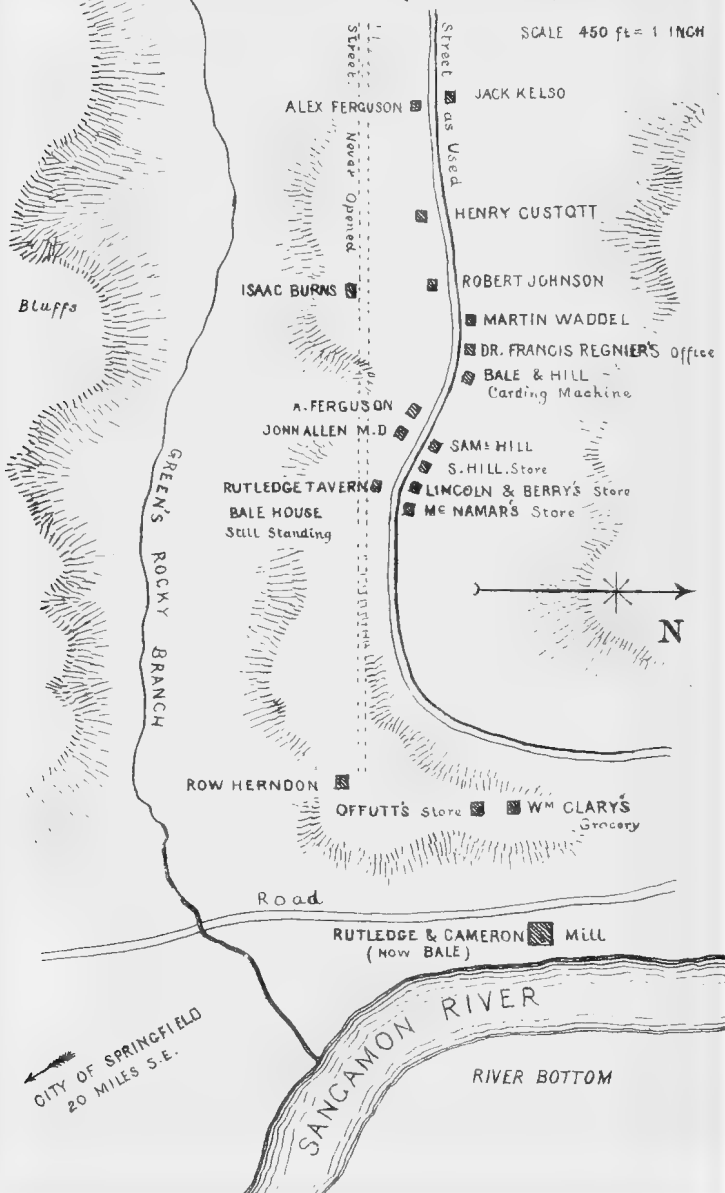 SCALE 450 ft = 1 INCH
Street Never Opened
Street as Used
ALEX FERGUSON
JACK KELSO
HENRY CUSTOTT
ISAAC BURNS
ROBERT JOHNSON
Bluffs
MARTIN WADDEL
DR. FRANCIS REGNIER'S Office
BALE & HILL
Carding Machine
A. FERGUSON
JOHN ALLEN M.D
SAML HILL
S. HILL. Store
RUTLEDGE TAVERN
LINCOLN & BERRY'S Store
BALE HOUSE
Still Standing
Mc NAMAR'S Store
GREEN'S ROCKY BRANCH
N
ROW HERNDON
OFFUTT'S Store
WM CLARY'S
Grocery
Road
RUTLEDGE & CAMERON Mill
(NOW BALE)
SANGAMON RIVER
CITY OF SPRINGFIELD
20 MILES S.E.
RIVER BOTTOM